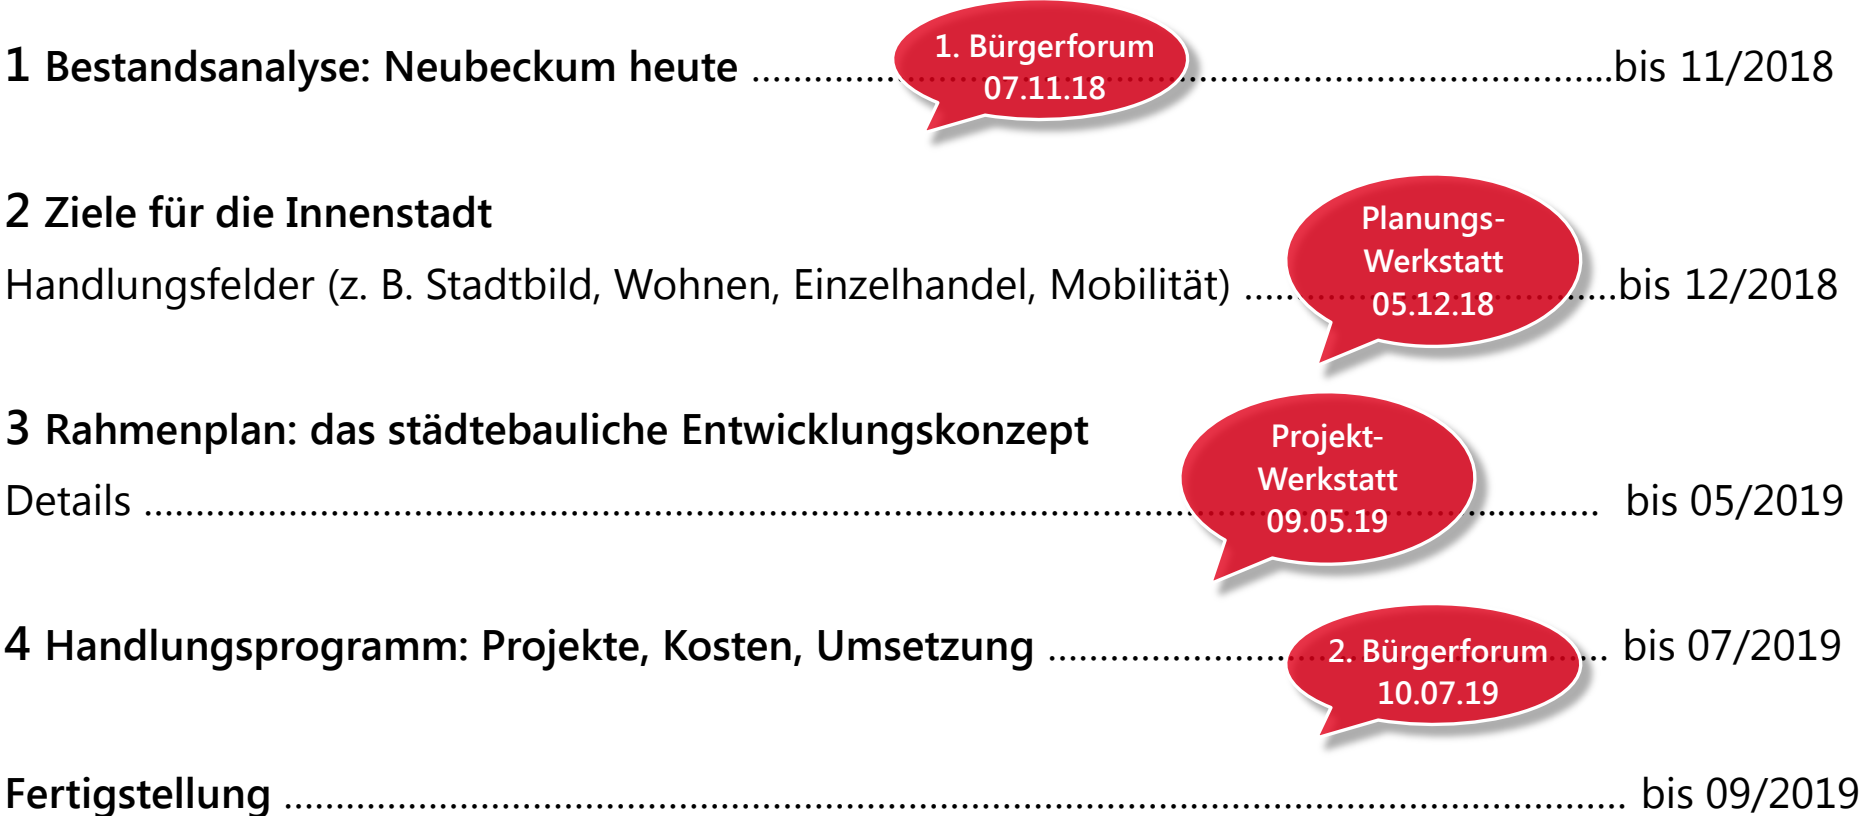 1 Bestandsanalyse: Neubeckum heute ........................................................................................bis 11/2018
1. Bürgerforum
07.11.18
2 Ziele für die Innenstadt
Handlungsfelder (z. B. Stadtbild, Wohnen, Einzelhandel, Mobilität) ......................................bis 12/2018
Planungs-
Werkstatt
05.12.18
3 Rahmenplan: das städtebauliche Entwicklungskonzept
Details .................................................................................................................................................. bis 05/2019
Projekt-
Werkstatt
09.05.19
4 Handlungsprogramm: Projekte, Kosten, Umsetzung ........................................................ bis 07/2019
2. Bürgerforum
10.07.19
Fertigstellung ...................................................................................................................................... bis 09/2019